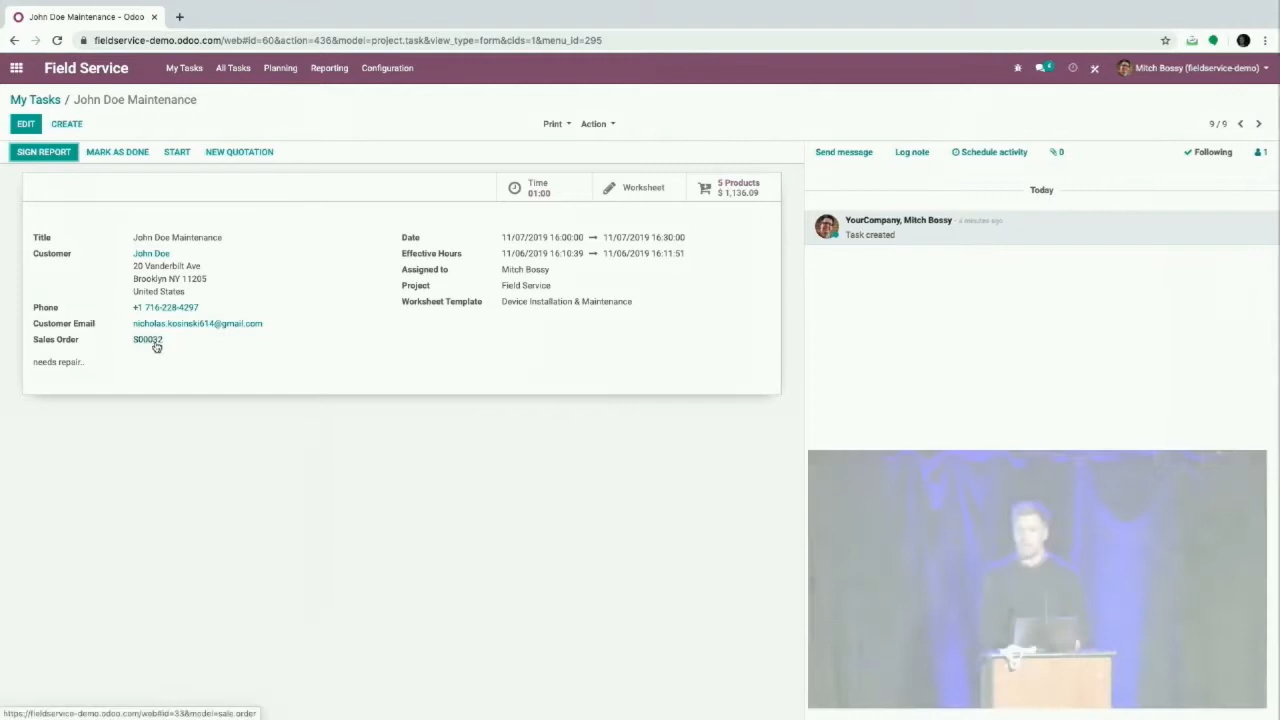 John Doe Maintenance - Odoo
fieldservice-demo.odoo.com/web#id=60&action=436&model=project.task&view_type=form&cids=1&menu_id=295
Field Service My Tasks All Tasks Planning Reporting Configuration Mitch Bossy (fieldservice-demo)
My Tasks / John Doe Maintenance
EDIT CREATE Print Action 9 / 9
SIGN REPORT MARK AS DONE START NEW QUOTATION Send message Log note Schedule activity 0 Following 1
Time 01:00
Worksheet
5 Products $ 1,136.09
Today
YourCompany, Mitch Bossy - 4 minutes ago
Task created
Title John Doe Maintenance
Customer John Doe
20 Vanderbilt Ave
Brooklyn NY 11205
United States
Phone +1 716-228-4297
Customer Email nicholas.kosinski614@gmail.com
Sales Order S00032
needs repair..
Date 11/07/2019 16:00:00 → 11/07/2019 16:30:00
Effective Hours 11/06/2019 16:10:39 → 11/06/2019 16:11:51
Assigned to Mitch Bossy
Project Field Service
Worksheet Template Device Installation & Maintenance
https://fieldservice-demo.odoo.com/web#id=33&model=sale.order